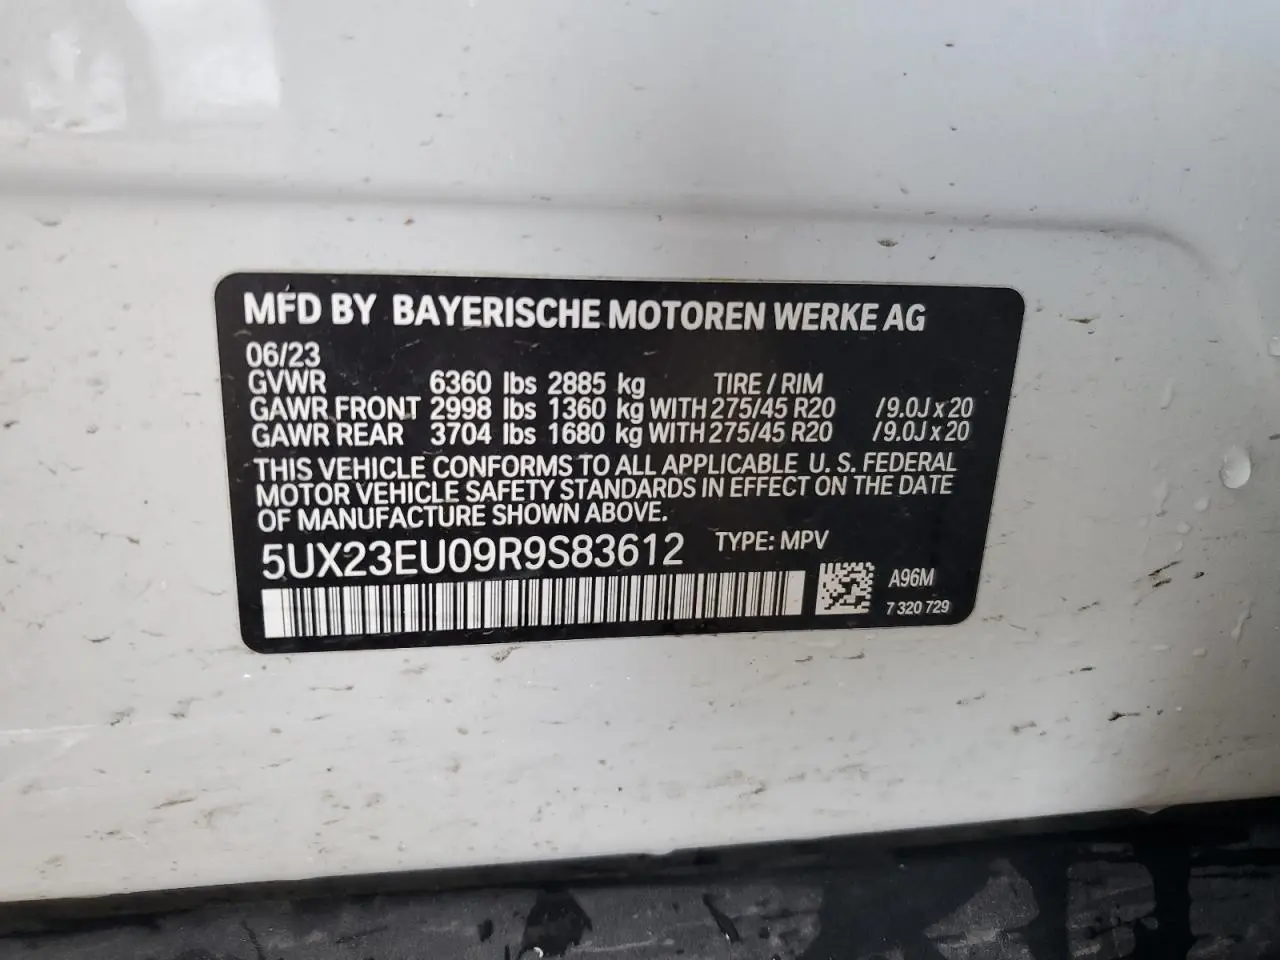 MFD BY BAYERISCHE MOTOREN WERKE AG
06/23
GVWR 6360 lbs 2885 kg TIRE / RIM
GAWR FRONT 2998 lbs 1360 kg WITH 275/45 R20 /9.0J x 20
GAWR REAR 3704 lbs 1680 kg WITH 275/45 R20 /9.0J x 20
THIS VEHICLE CONFORMS TO ALL APPLICABLE U. S. FEDERAL
MOTOR VEHICLE SAFETY STANDARDS IN EFFECT ON THE DATE
OF MANUFACTURE SHOWN ABOVE.
5UX23EU09R9S83612 TYPE: MPV
A96M
7 320 729